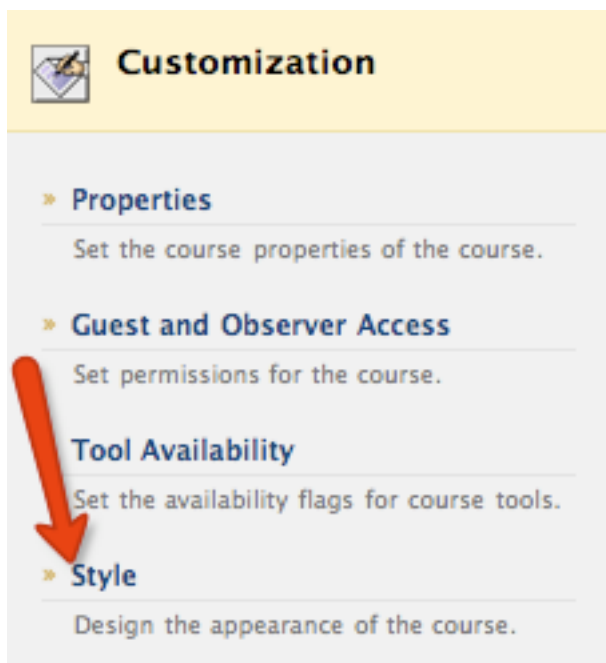 Customization
» Properties
Set the course properties of the course.
» Guest and Observer Access
Set permissions for the course.
Tool Availability
Set the availability flags for course tools.
» Style
Design the appearance of the course.